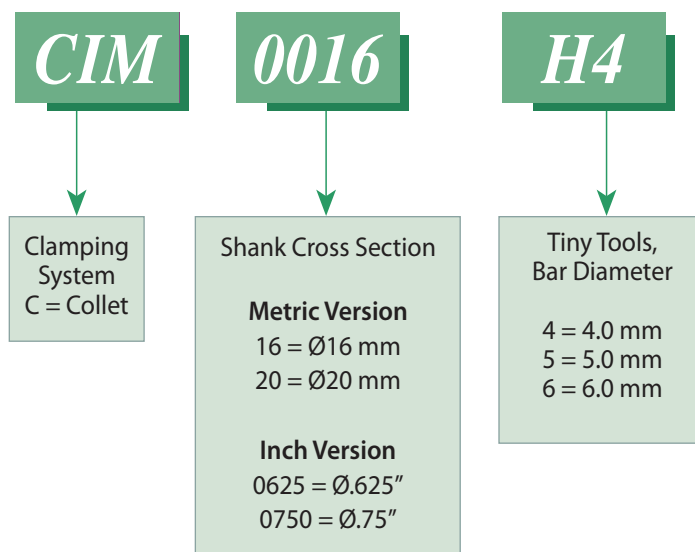 CIM 0016 H4
Clamping
System
C = Collet
Shank Cross Section
Metric Version
16 = Ø16 mm
20 = Ø20 mm
Inch Version
0625 = Ø.625″
0750 = Ø.75″
Tiny Tools,
Bar Diameter
4 = 4.0 mm
5 = 5.0 mm
6 = 6.0 mm